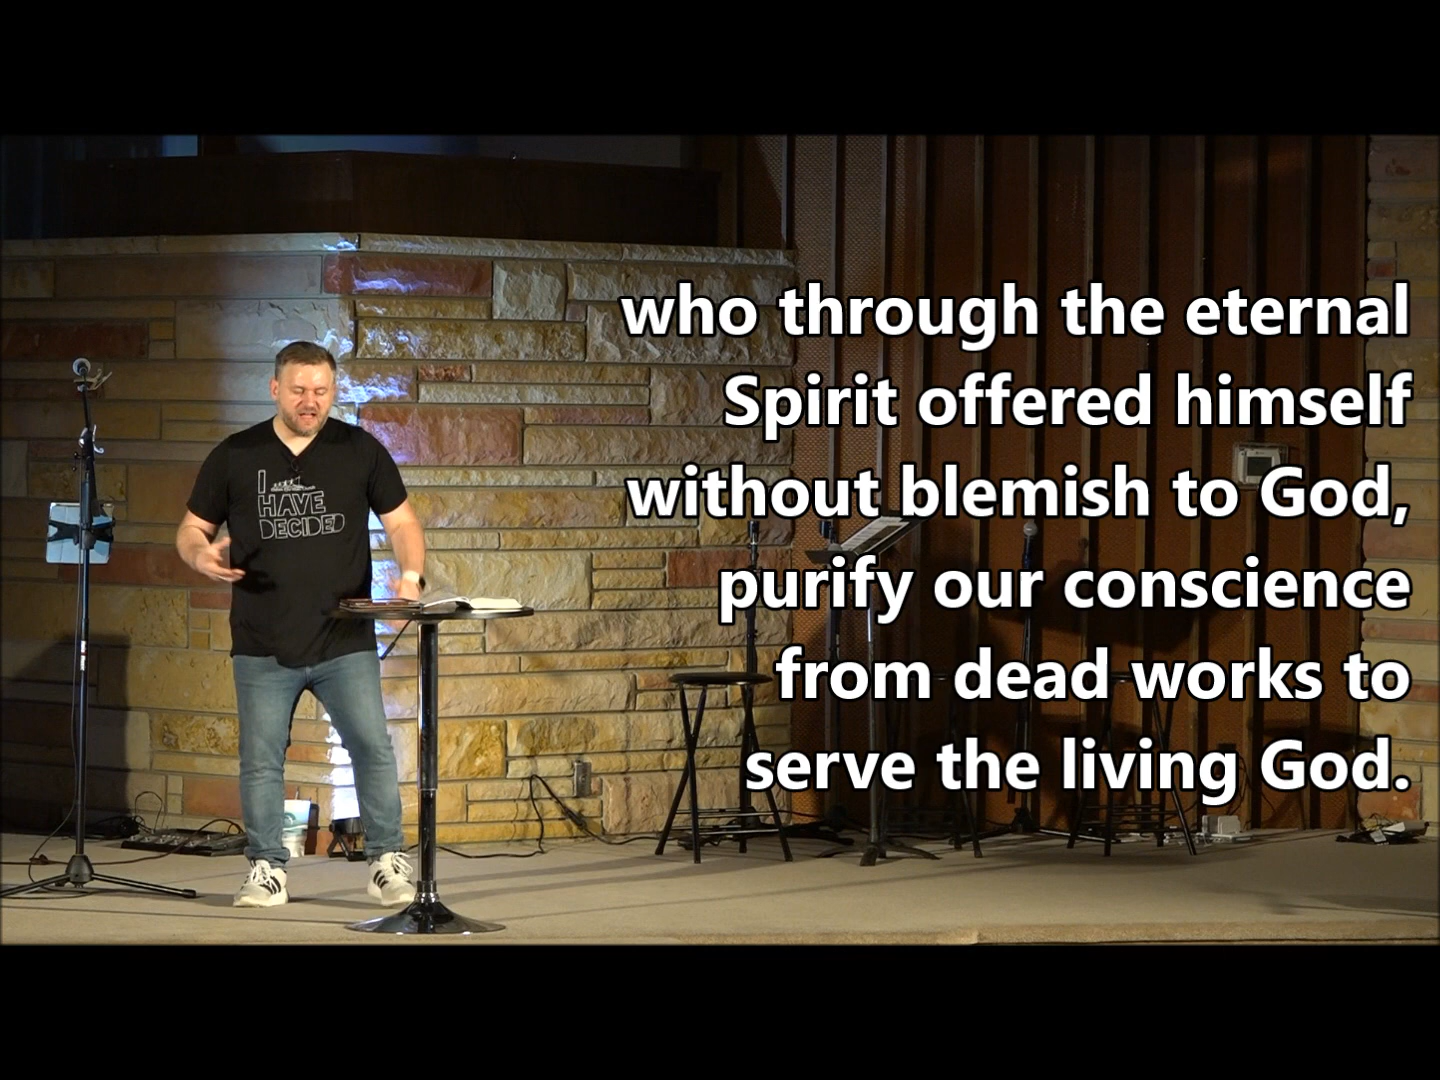 I
HAVE
DECIDED
who through the eternal
Spirit offered himself
without blemish to God,
purify our conscience
from dead works to
serve the living God.